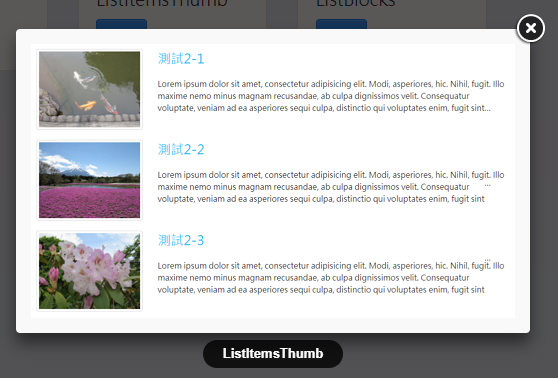 ListItemsThumb
ListBlocks
測試2-1
Lorem ipsum dolor sit amet, consectetur adipisicing elit. Modi, asperiores, hic. Nihil, fugit. Illo
maxime nemo minus magnam recusandae, ab culpa dignissimos velit. Consequatur
voluptate, veniam ad ea asperiores sequi culpa, distinctio qui voluptates enim, fugit sint...
測試2-2
Lorem ipsum dolor sit amet, consectetur adipisicing elit. Modi, asperiores, hic. Nihil, fugit. Illo
maxime nemo minus magnam recusandae, ab culpa dignissimos velit. Consequatur ...
voluptate, veniam ad ea asperiores sequi culpa, distinctio qui voluptates enim, fugit sint
測試2-3
...
Lorem ipsum dolor sit amet, consectetur adipisicing elit. Modi, asperiores, hic. Nihil, fugit. Illo
maxime nemo minus magnam recusandae, ab culpa dignissimos velit. Consequatur
voluptate, veniam ad ea asperiores sequi culpa, distinctio qui voluptates enim, fugit sint
ListItemsThumb